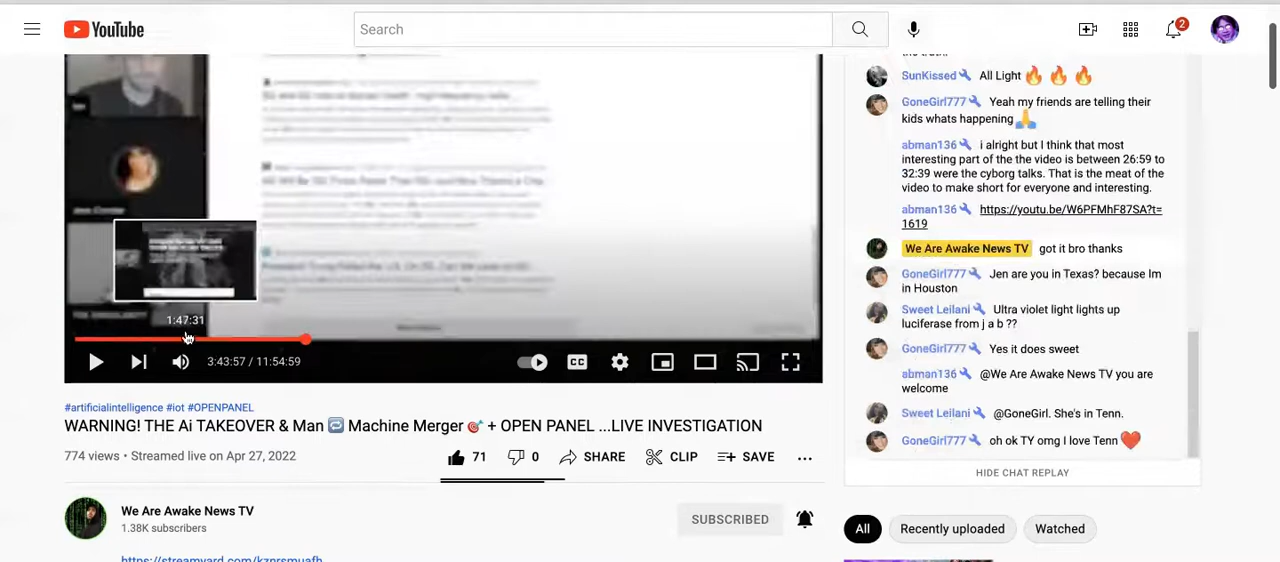 YouTube
Search
2
SunKissed All Light
GoneGirl777 Yeah my friends are telling their
kids whats happening
abman136 i alright but I think that most
interesting part of the the video is between 26:59 to
32:39 were the cyborg talks. That is the meat of the
video to make short for everyone and interesting.
abman136 https://youtu.be/W6PFMhF87SA?t=
1619
We Are Awake News TV got it bro thanks
GoneGirl777 Jen are you in Texas? because Im
in Houston
Sweet Leilani Ultra violet light lights up
luciferase from j a b ??
GoneGirl777 Yes it does sweet
abman136 @We Are Awake News TV you are
welcome
Sweet Leilani @GoneGirl. She's in Tenn.
GoneGirl777 oh ok TY omg I love Tenn
HIDE CHAT REPLAY
1:47:31
3:43:57 / 11:54:59
CC
#artificialintelligence #iot #OPENPANEL
WARNING! THE Ai TAKEOVER & Man 🔁 Machine Merger 🎯 + OPEN PANEL ...LIVE INVESTIGATION
774 views • Streamed live on Apr 27, 2022
71 0 SHARE CLIP SAVE ...
We Are Awake News TV
1.38K subscribers
SUBSCRIBED
All Recently uploaded Watched